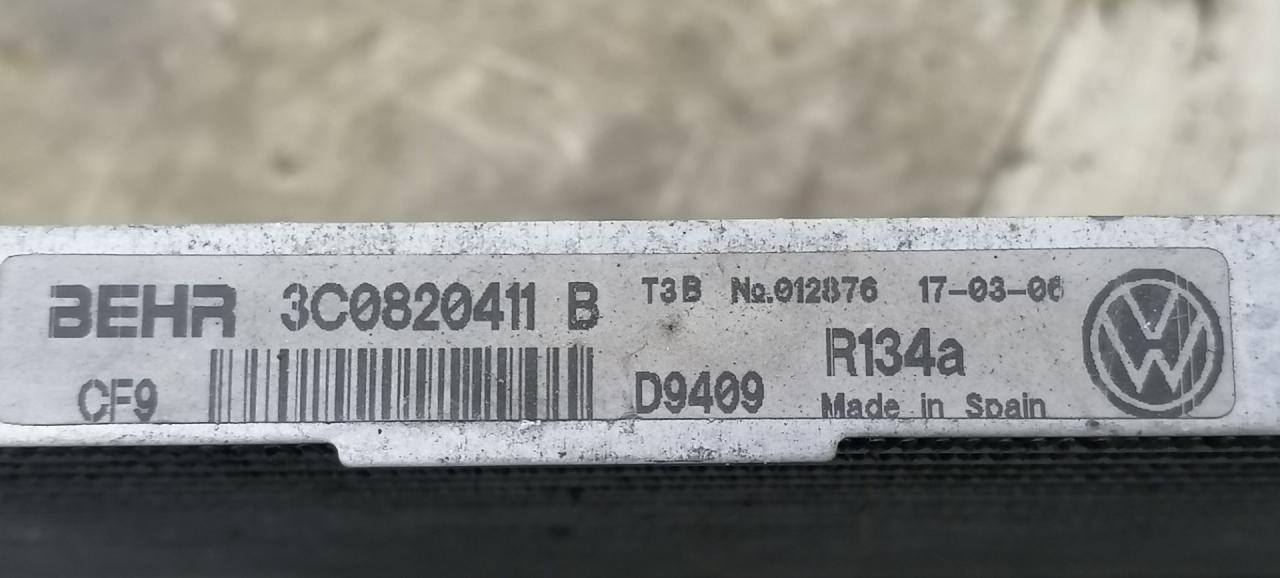 BEHR 3C0820411 B T3B No.012876 17-03-06
R134a
CF9 D9409 Made in Spain